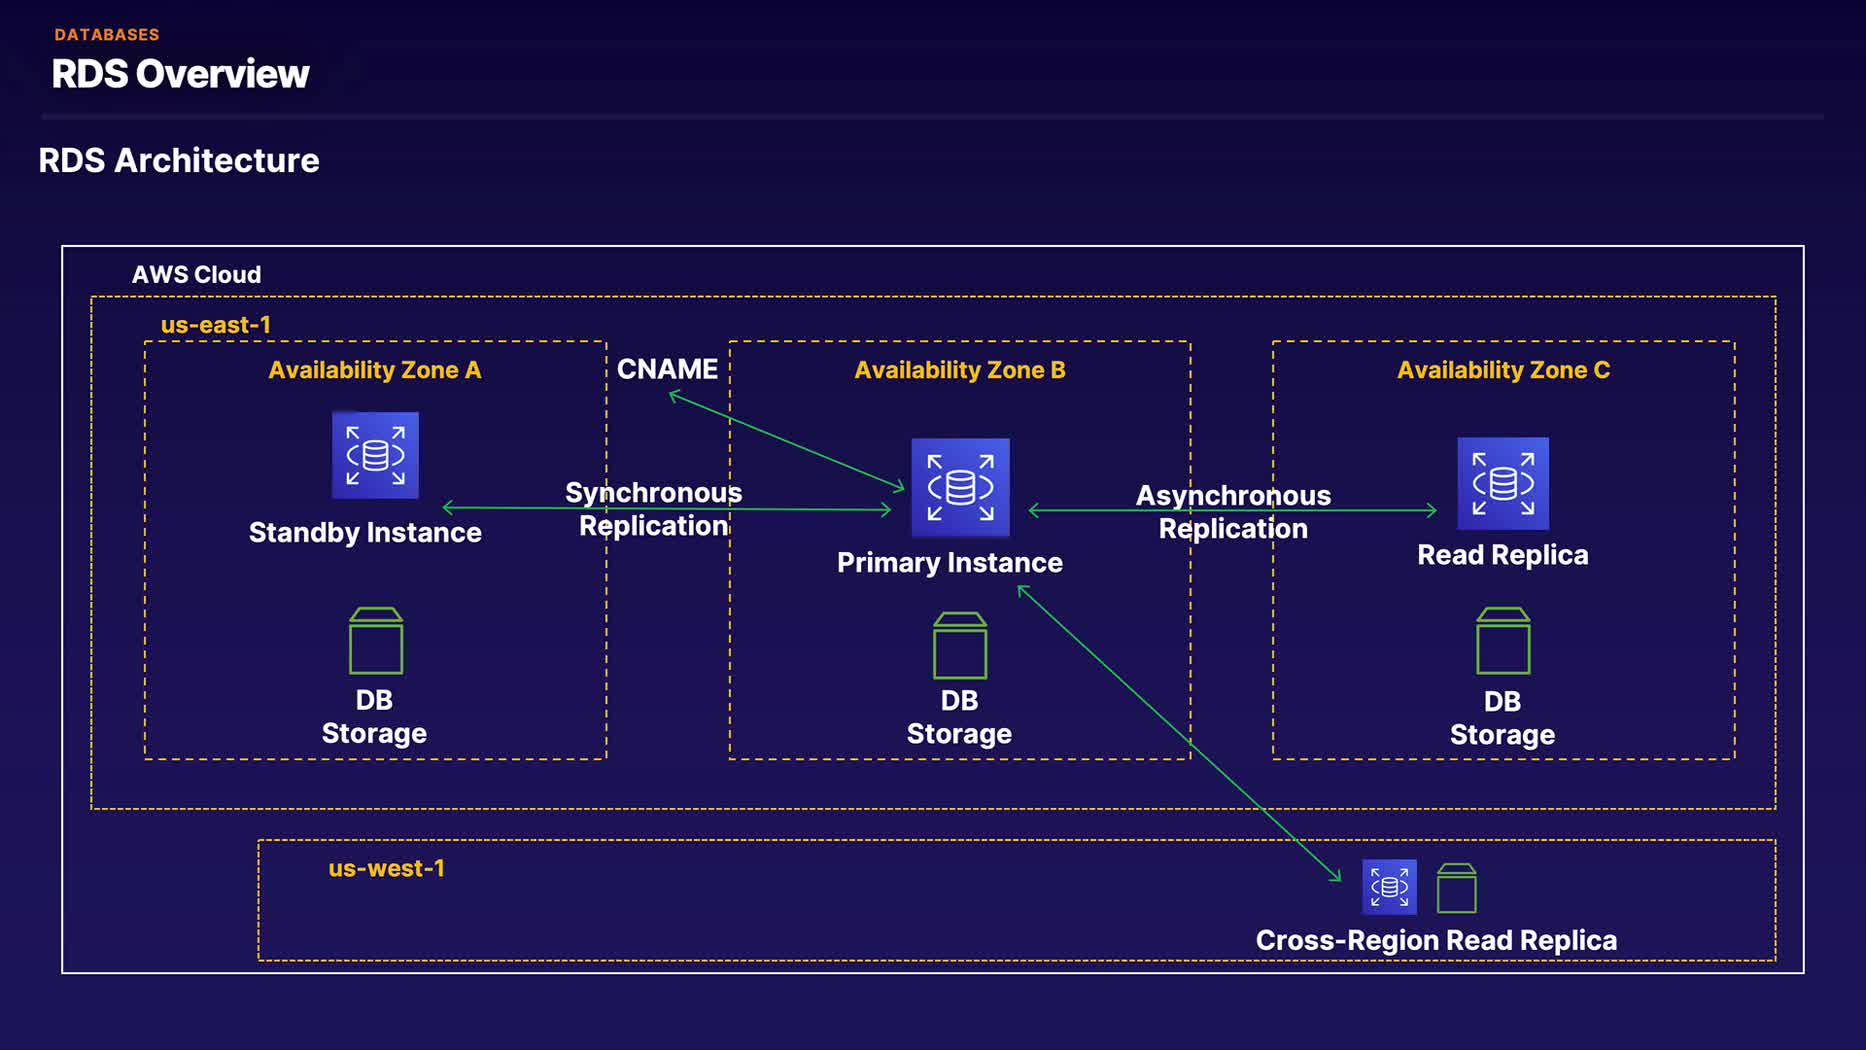 DATABASES
RDS Overview
RDS Architecture
AWS Cloud
us-east-1
Availability Zone A
CNAME
Availability Zone B
Availability Zone C
Synchronous
Replication
Asynchronous
Replication
Standby Instance
Primary Instance
Read Replica
DB
Storage
DB
Storage
DB
Storage
us-west-1
Cross-Region Read Replica